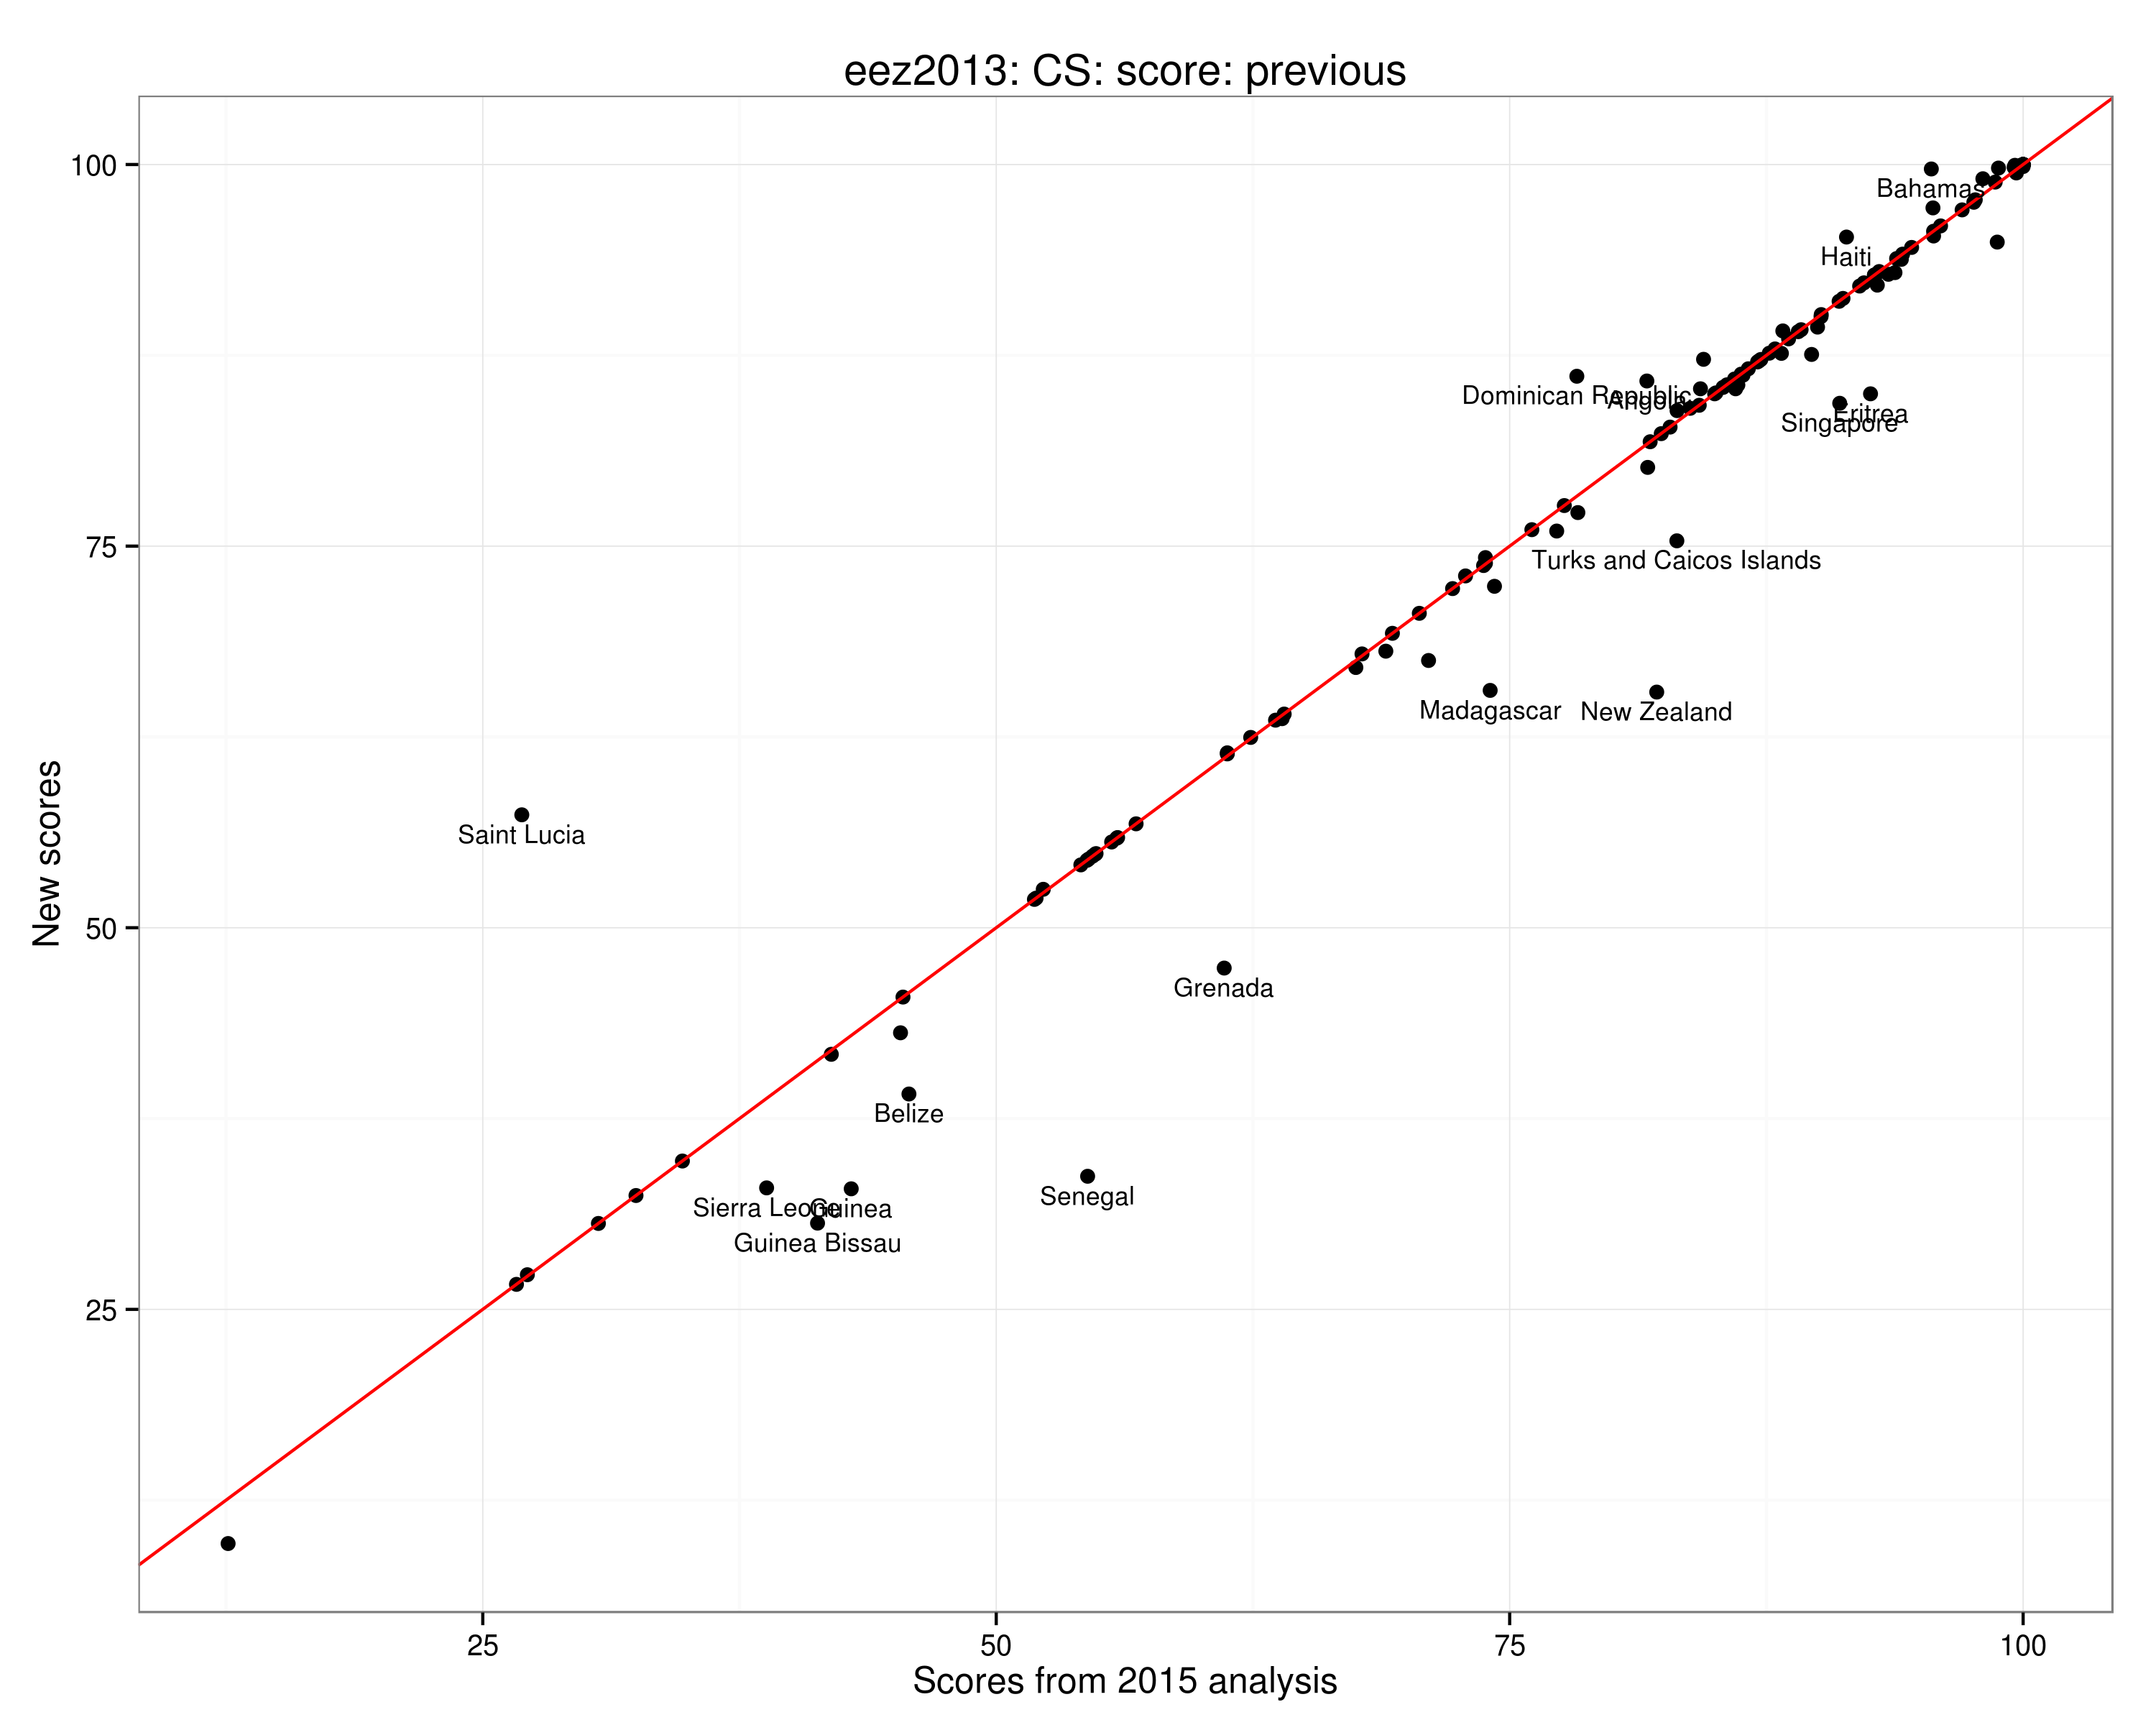 eez2013: CS: score: previous
100
Bahamas
Haiti
Dominican Republic
Angola
Eritrea
Singapore
75
Turks and Caicos Islands
Madagascar
New Zealand
New scores
Saint Lucia
50
Grenada
Belize
Senegal
Sierra Leone
Guinea
Guinea Bissau
25
25
50
75
100
Scores from 2015 analysis